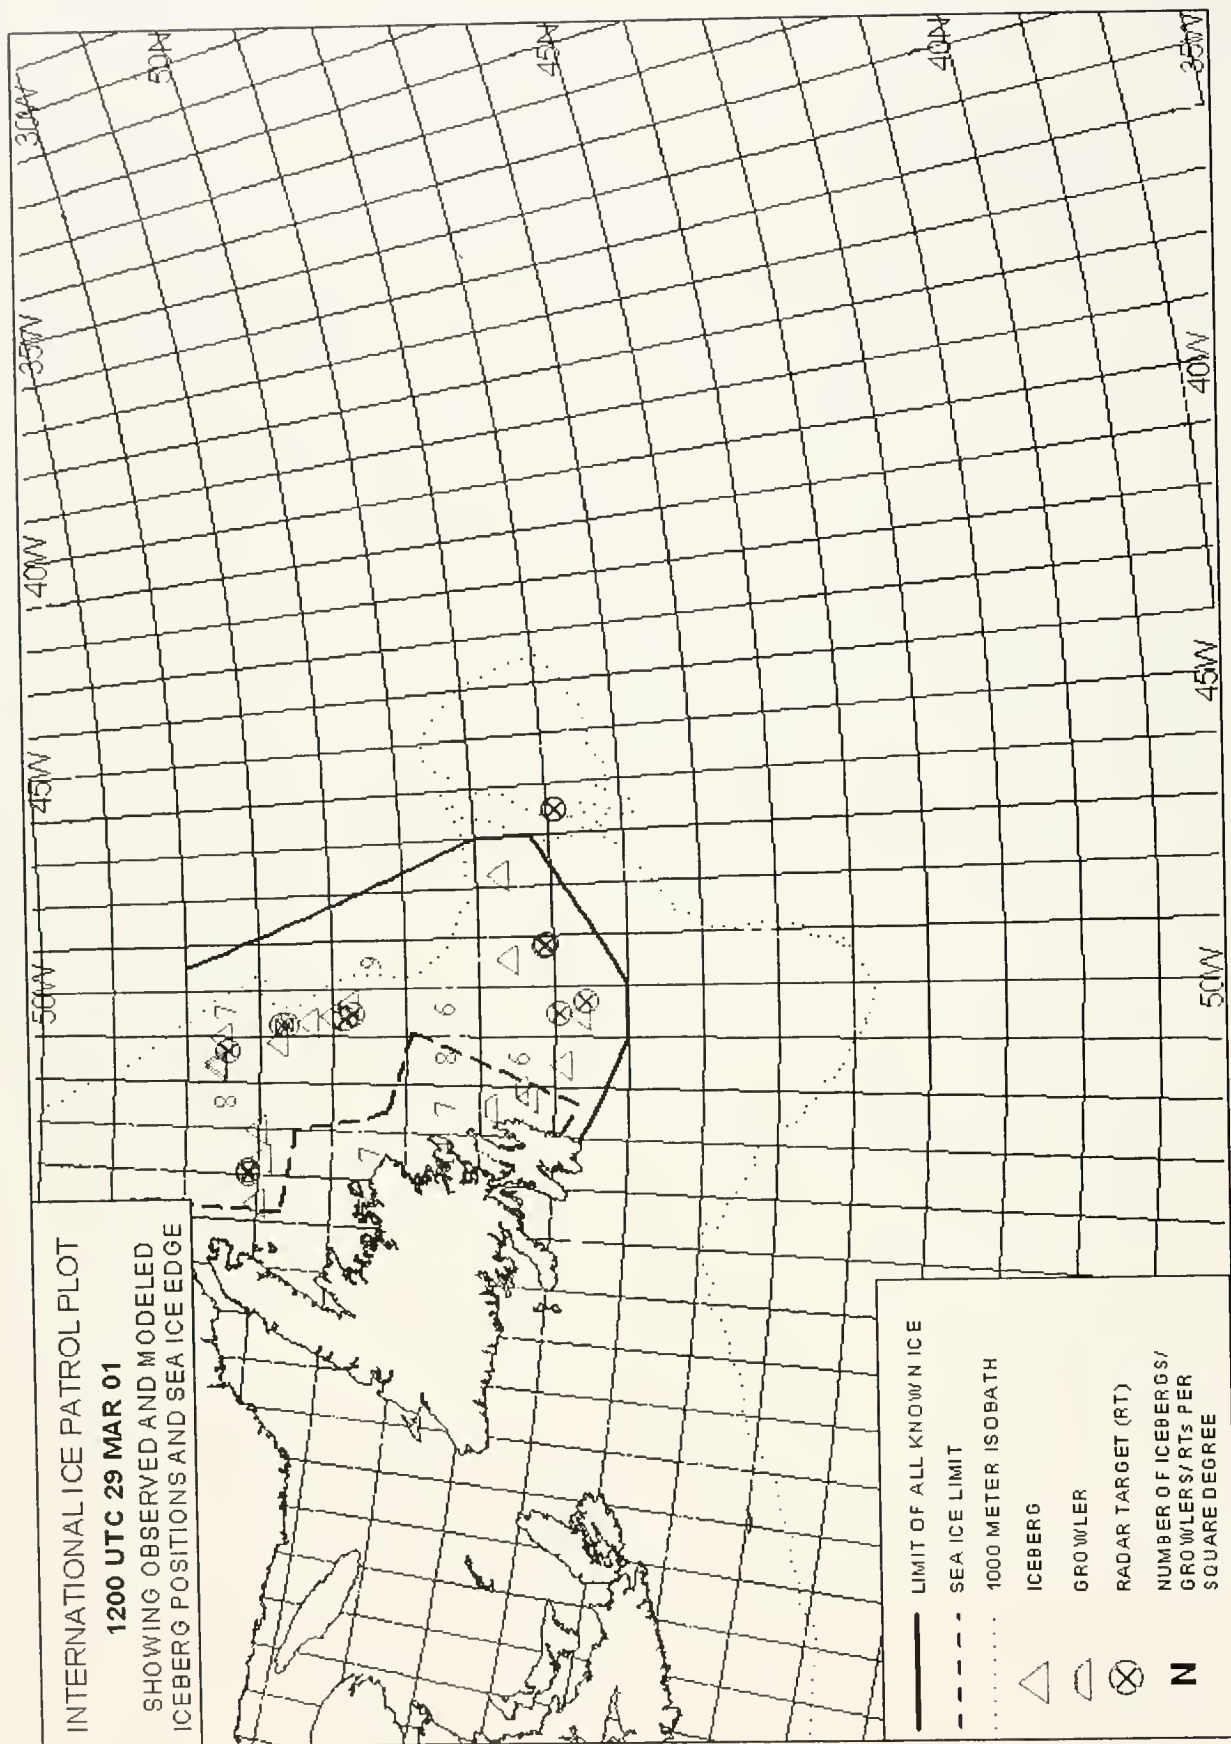 INTERNATIONAL ICE PATROL PLOT
1200 UTC 29 MAR 01
SHOWING OBSERVED AND MODELED
ICEBERG POSITIONS AND SEA ICE EDGE
50W
45W
40W
35W
30W
50N
45N
40N
35W
40W
45W
50W
8
7
9
7
7
8
6
6
LIMIT OF ALL KNOWN ICE
SEA ICE LIMIT
1000 METER ISOBATH
ICEBERG
GROWLER
RADAR TARGET (RT)
N NUMBER OF ICEBERGS/
GROWLERS/RTs PER
SQUARE DEGREE